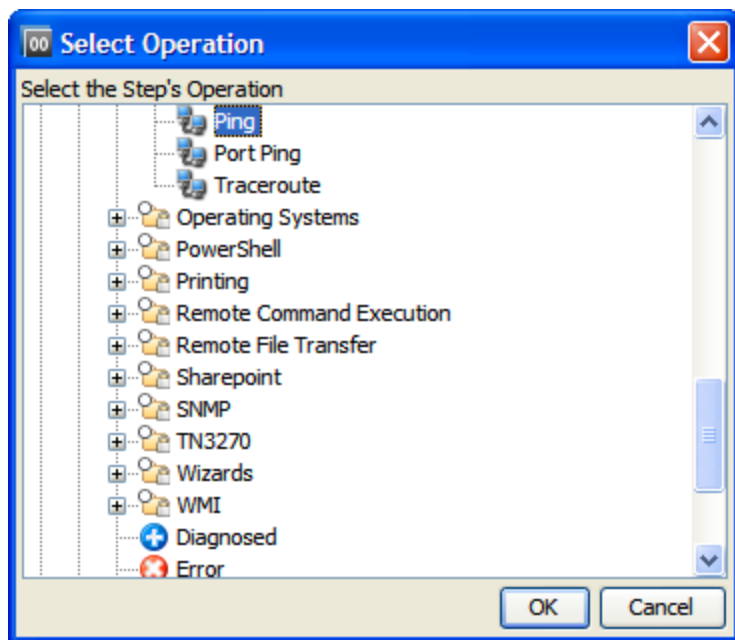 00 Select Operation
Select the Step's Operation
Ping
Port Ping
Traceroute
Operating Systems
PowerShell
Printing
Remote Command Execution
Remote File Transfer
Sharepoint
SNMP
TN3270
Wizards
WMI
Diagnosed
Error
OK Cancel